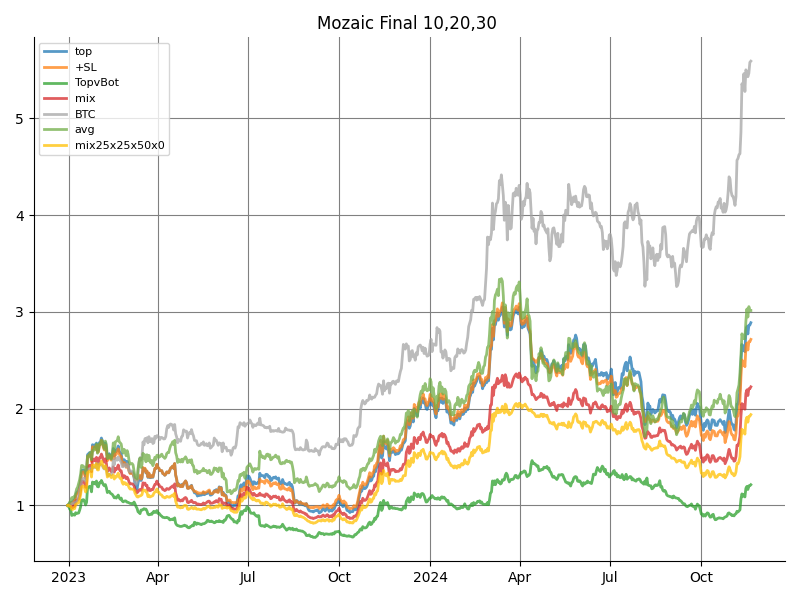 Mozaic Final 10,20,30
top
+SL
TopvBot
mix
BTC
avg
mix25x25x50x0
5
4
3
2
1
2023 Apr Jul Oct 2024 Apr Jul Oct